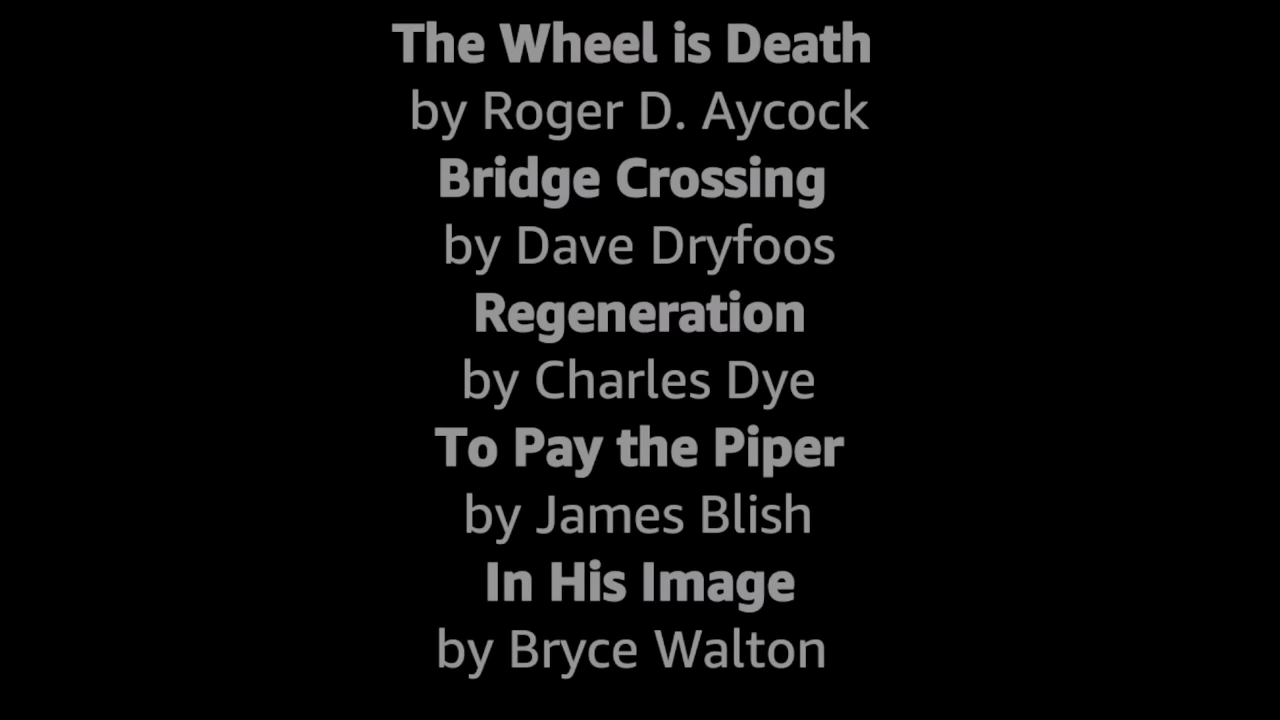 The Wheel is Death
by Roger D. Aycock
Bridge Crossing
by Dave Dryfoos
Regeneration
by Charles Dye
To Pay the Piper
by James Blish
In His Image
by Bryce Walton